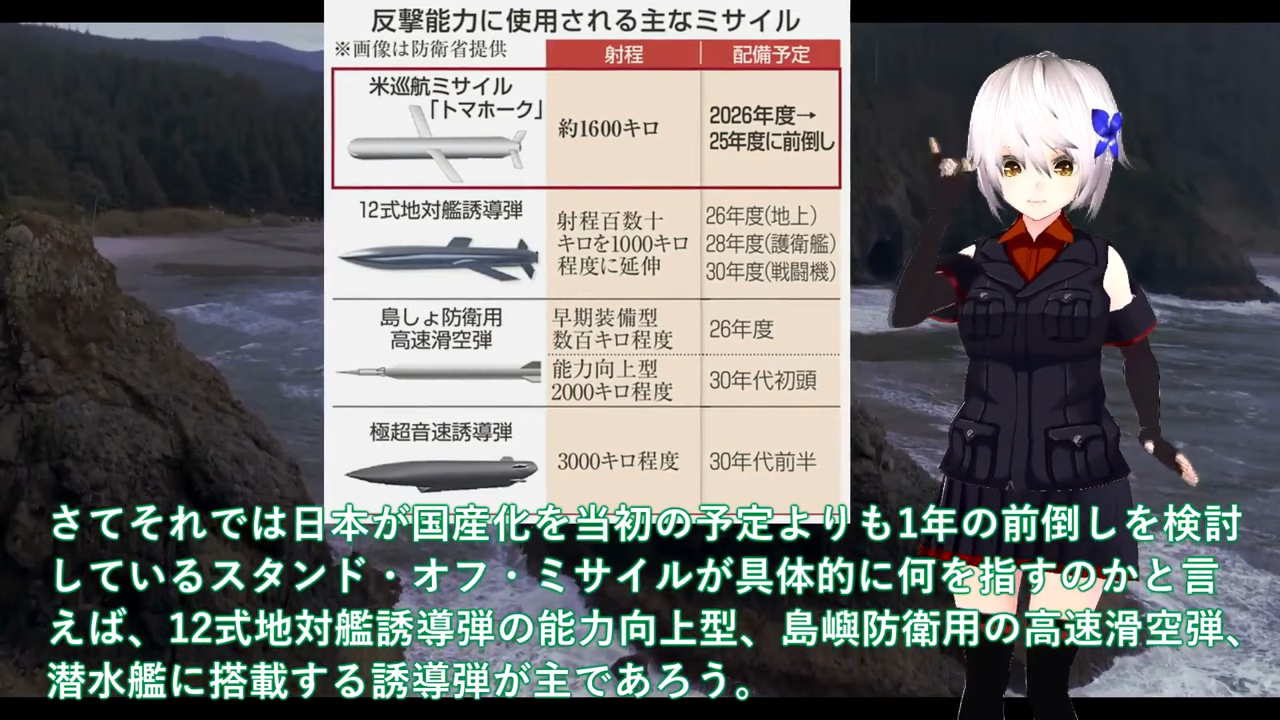 反撃能力に使用される主なミサイル
※画像は防衛省提供
射程
配備予定
米巡航ミサイル
「トマホーク」
約1600キロ
2026年度→
25年度に前倒し
12式地対艦誘導弾
射程百数十
キロを1000キロ
程度に延伸
26年度(地上)
28年度(護衛艦)
30年度(戦闘機)
島しょ防衛用
高速滑空弾
早期装備型
数百キロ程度
26年度
能力向上型
2000キロ程度
30年代初頭
極超音速誘導弾
3000キロ程度
30年代前半
さてそれでは日本が国産化を当初の予定よりも1年の前倒しを検討
しているスタンド・オフ・ミサイルが具体的に何を指すのかと言
えば、12式地対艦誘導弾の能力向上型、島嶼防衛用の高速滑空弾、
潜水艦に搭載する誘導弾が主であろう。